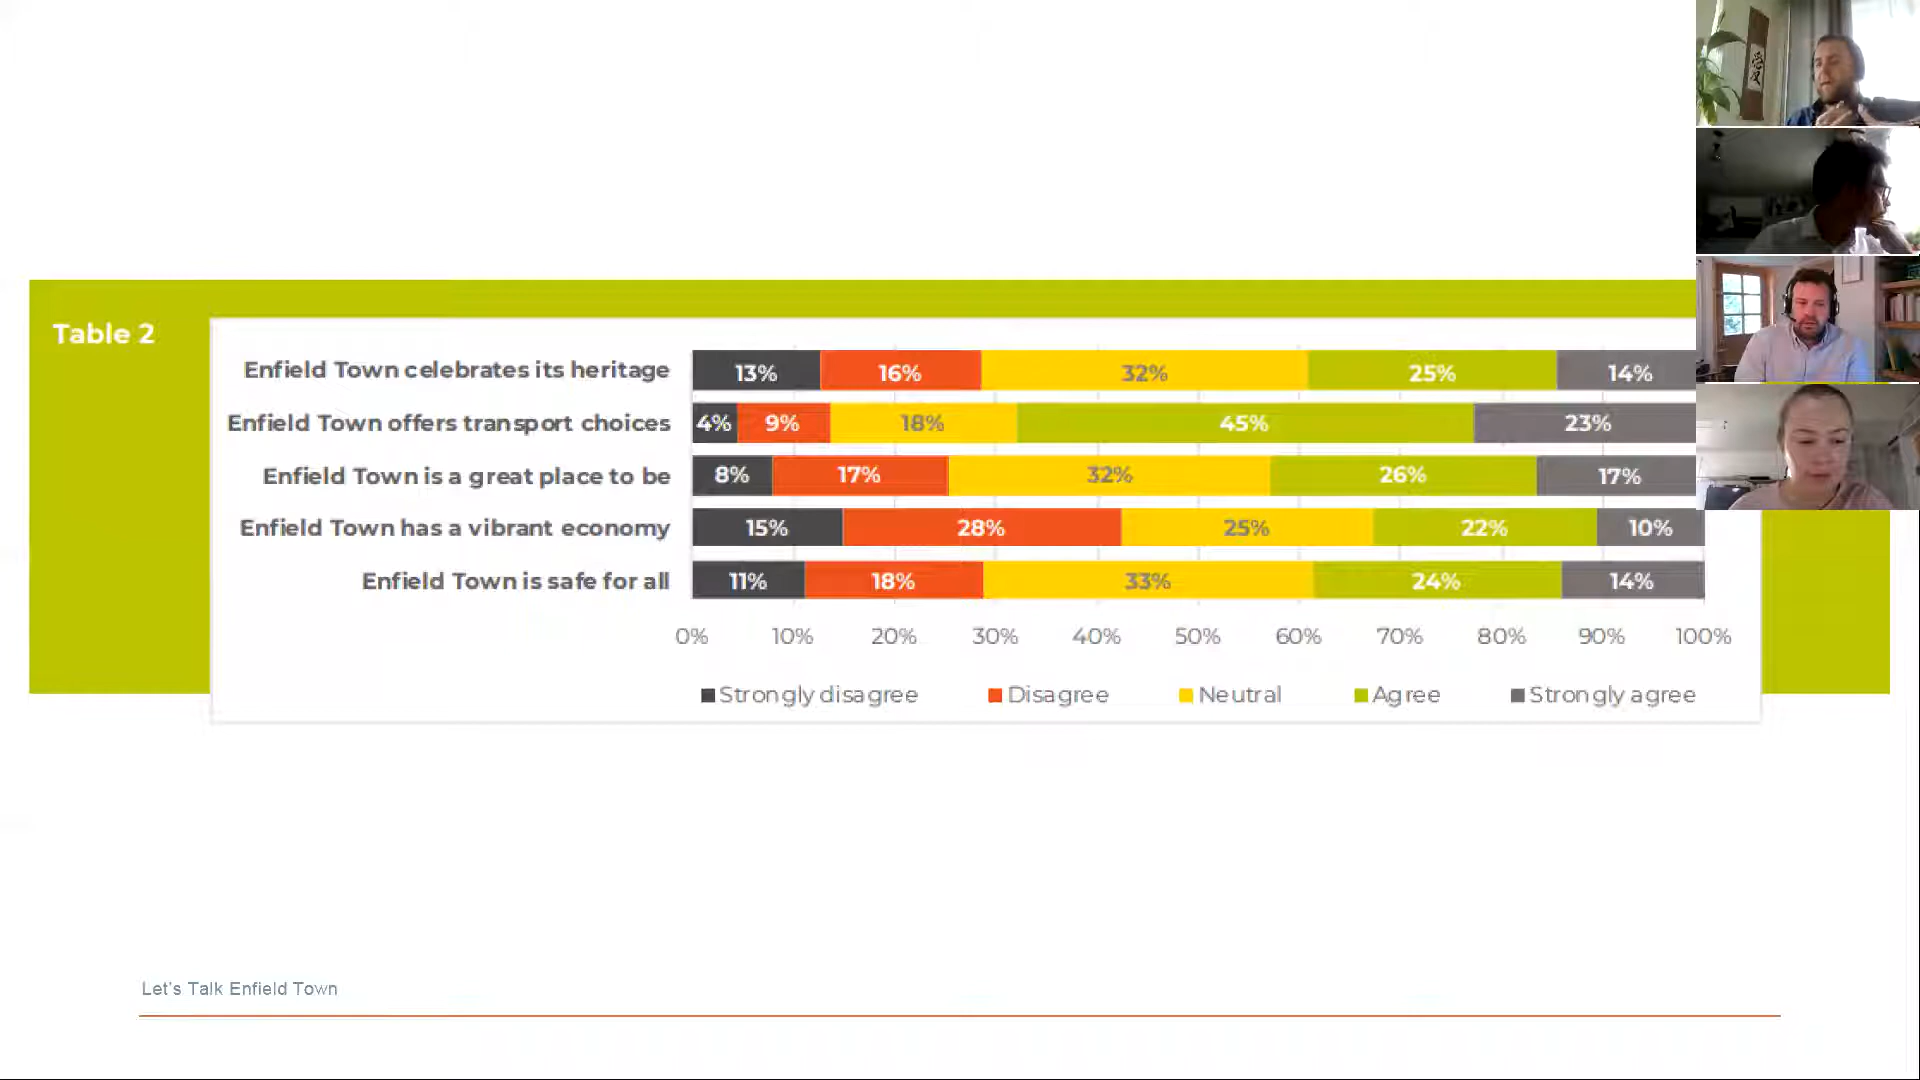 Table 2
Enfield Town celebrates its heritage 13% 16% 32% 25% 14%
Enfield Town offers transport choices 4% 9% 18% 45% 23%
Enfield Town is a great place to be 8% 17% 32% 26% 17%
Enfield Town has a vibrant economy 15% 28% 25% 22% 10%
Enfield Town is safe for all 11% 18% 33% 24% 14%
0% 10% 20% 30% 40% 50% 60% 70% 80% 90% 100%
Strongly disagree Disagree Neutral Agree Strongly agree
Let's Talk Enfield Town